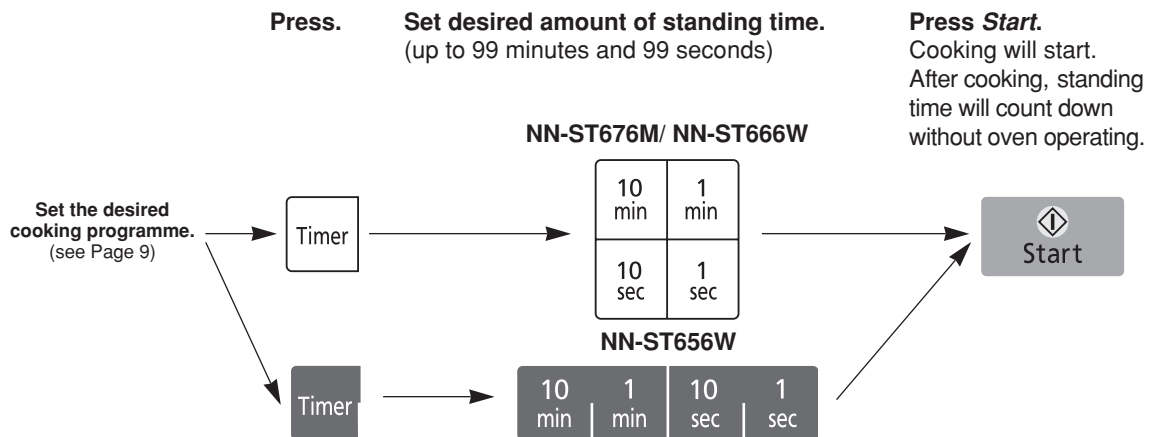 Press.
Set desired amount of standing time.
(up to 99 minutes and 99 seconds)
Press Start.
Cooking will start.
After cooking, standing
time will count down
without oven operating.
Set the desired
cooking programme.
(see Page 9)
Timer
NN-ST676M/ NN-ST666W
10 1
min min
10 1
sec sec
Start
Timer
NN-ST656W
10 1 10 1
min min sec sec